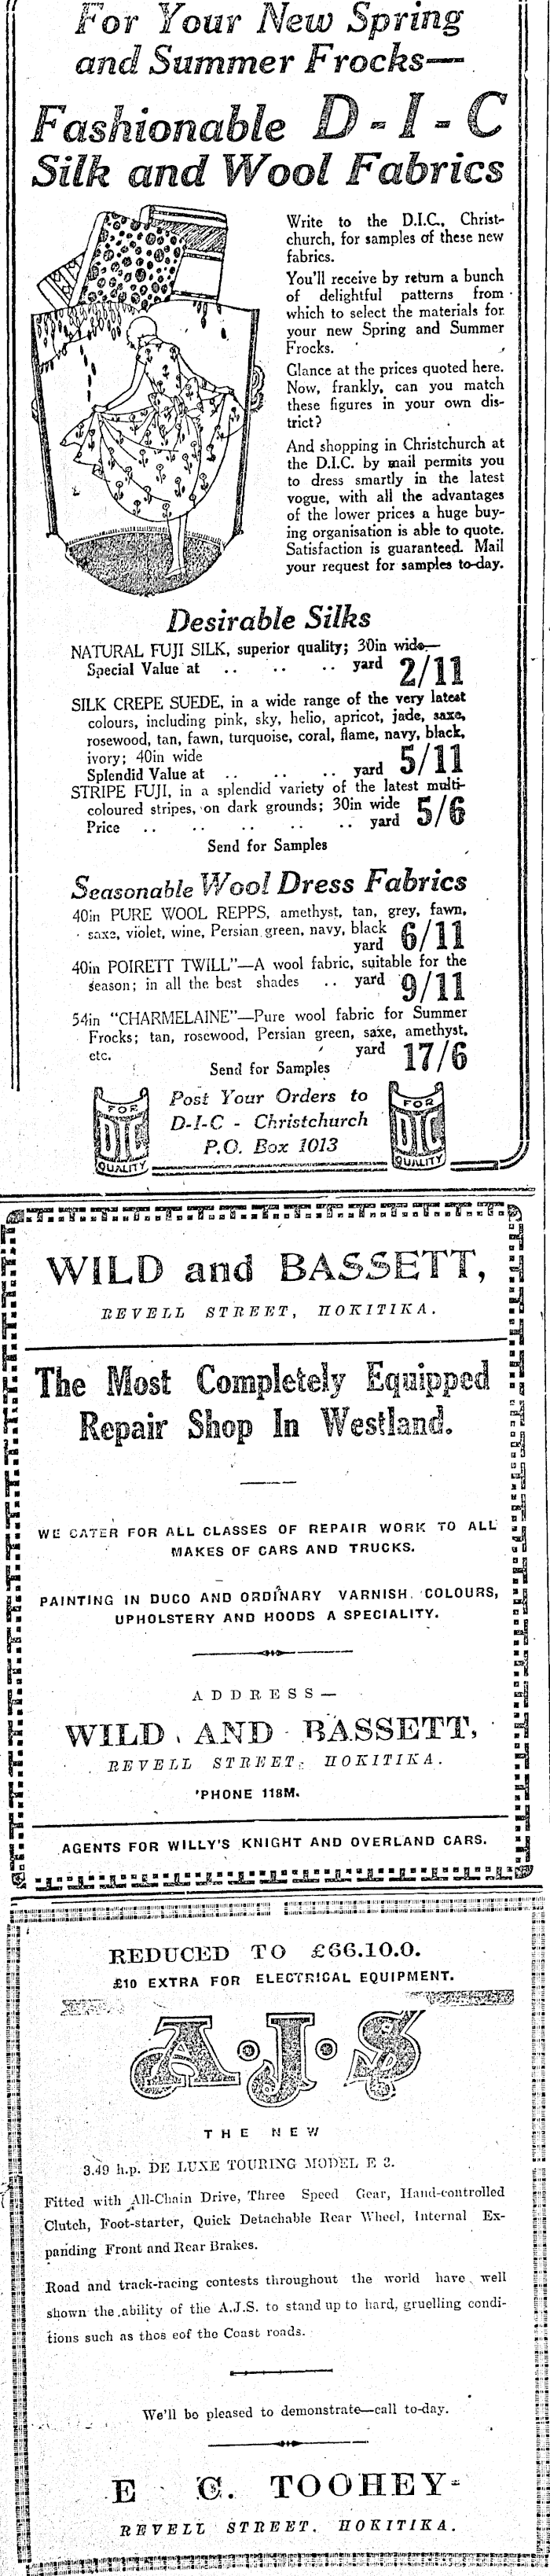 For Your New Spring
and Summer Frocks—
Fashionable D-I-C
Silk and Wool Fabrics
Write to the D.I.C., Christ-
church, for samples of these new
fabrics.
You'll receive by return a bunch
of delightful patterns from
which to select the materials for
your new Spring and Summer
Frocks.
Glance at the prices quoted here.
Now, frankly, can you match
these figures in your own dis-
trict?
And shopping in Christchurch at
the D.I.C. by mail permits you
to dress smartly in the latest
vogue, with all the advantages
of the lower prices a huge buy-
ing organisation is able to quote.
Satisfaction is guaranteed. Mail
your request for samples to-day.
Desirable Silks
NATURAL FUJI SILK, superior quality; 30in wide—
Special Value at .. .. .. yard 2/11
SILK CREPE SUEDE, in a wide range of the very latest
colours, including pink, sky, helio, apricot, jade, saxe,
rosewood, tan, fawn, turquoise, coral, flame, navy, black,
ivory; 40in wide
Splendid Value at .. .. .. yard 5/11
STRIPE FUJI, in a splendid variety of the latest multi-
coloured stripes, on dark grounds; 30in wide
Price .. .. .. .. .. yard 5/6
Send for Samples
Seasonable Wool Dress Fabrics
40in PURE WOOL REPPS, amethyst, tan, grey, fawn,
saxe, violet, wine, Persian green, navy, black
yard 6/11
40in POIRETT TWILL"—A wool fabric, suitable for the
season; in all the best shades .. yard 9/11
54in "CHARMELAINE"—Pure wool fabric for Summer
Frocks; tan, rosewood, Persian green, saxe, amethyst,
etc. yard 17/6
Send for Samples
FOR
DIC
QUALITY
Post Your Orders to
D-I-C - Christchurch
P.O. Box 1013
FOR
DIC
QUALITY
WILD and BASSETT,
REVELL STREET, HOKITIKA.
The Most Completely Equipped
Repair Shop In Westland.
WE CATER FOR ALL CLASSES OF REPAIR WORK TO ALL
MAKES OF CARS AND TRUCKS.
PAINTING IN DUCO AND ORDINARY VARNISH COLOURS,
UPHOLSTERY AND HOODS A SPECIALITY.
ADDRESS—
WILD AND BASSETT,
REVELL STREET, HOKITIKA.
'PHONE 118M.
AGENTS FOR WILLY'S KNIGHT AND OVERLAND CARS.
REDUCED TO £66.10.0.
£10 EXTRA FOR ELECTRICAL EQUIPMENT.
A.J.S
THE NEW
3.49 h.p. DE LUXE TOURING MODEL E 3.
Fitted with All-Chain Drive, Three Speed Gear, Hand-controlled
Clutch, Foot-starter, Quick Detachable Rear Wheel, Internal Ex-
panding Front and Rear Brakes.
Road and track-racing contests throughout the world have well
shown the ability of the A.J.S. to stand up to hard, gruelling condi-
tions such as thos eof the Coast roads.
We'll be pleased to demonstrate—call to-day.
E C. TOOHEY
REVELL STREET. HOKITIKA.